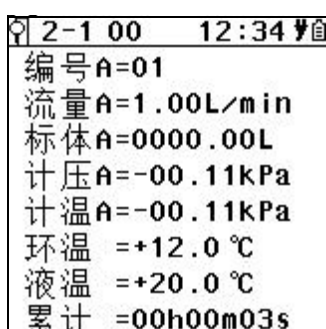 2-1 00 12:34
编号A=01
流量A=1.00L/min
标体A=0000.00L
计压A=-00.11kPa
计温A=-00.11kPa
环温 =+12.0℃
液温 =+20.0℃
累计 =00h00m03s